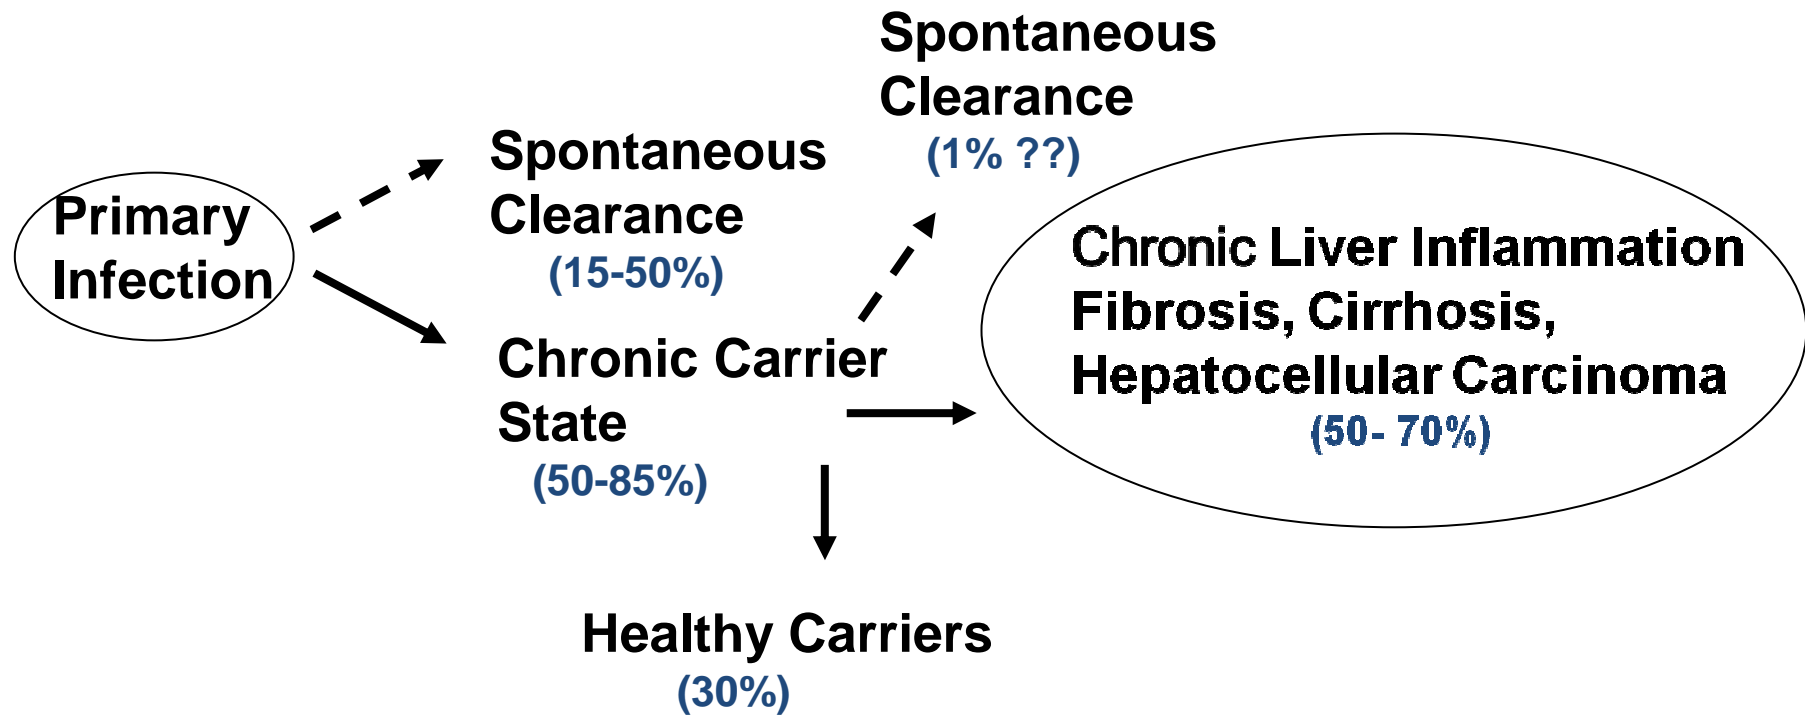 Primary
Infection
Spontaneous
Clearance
(15-50%)
Chronic Carrier
State
(50-85%)
Spontaneous
Clearance
(1% ??)
Chronic Liver Inflammation
Fibrosis, Cirrhosis,
Hepatocellular Carcinoma
(50- 70%)
Healthy Carriers
(30%)